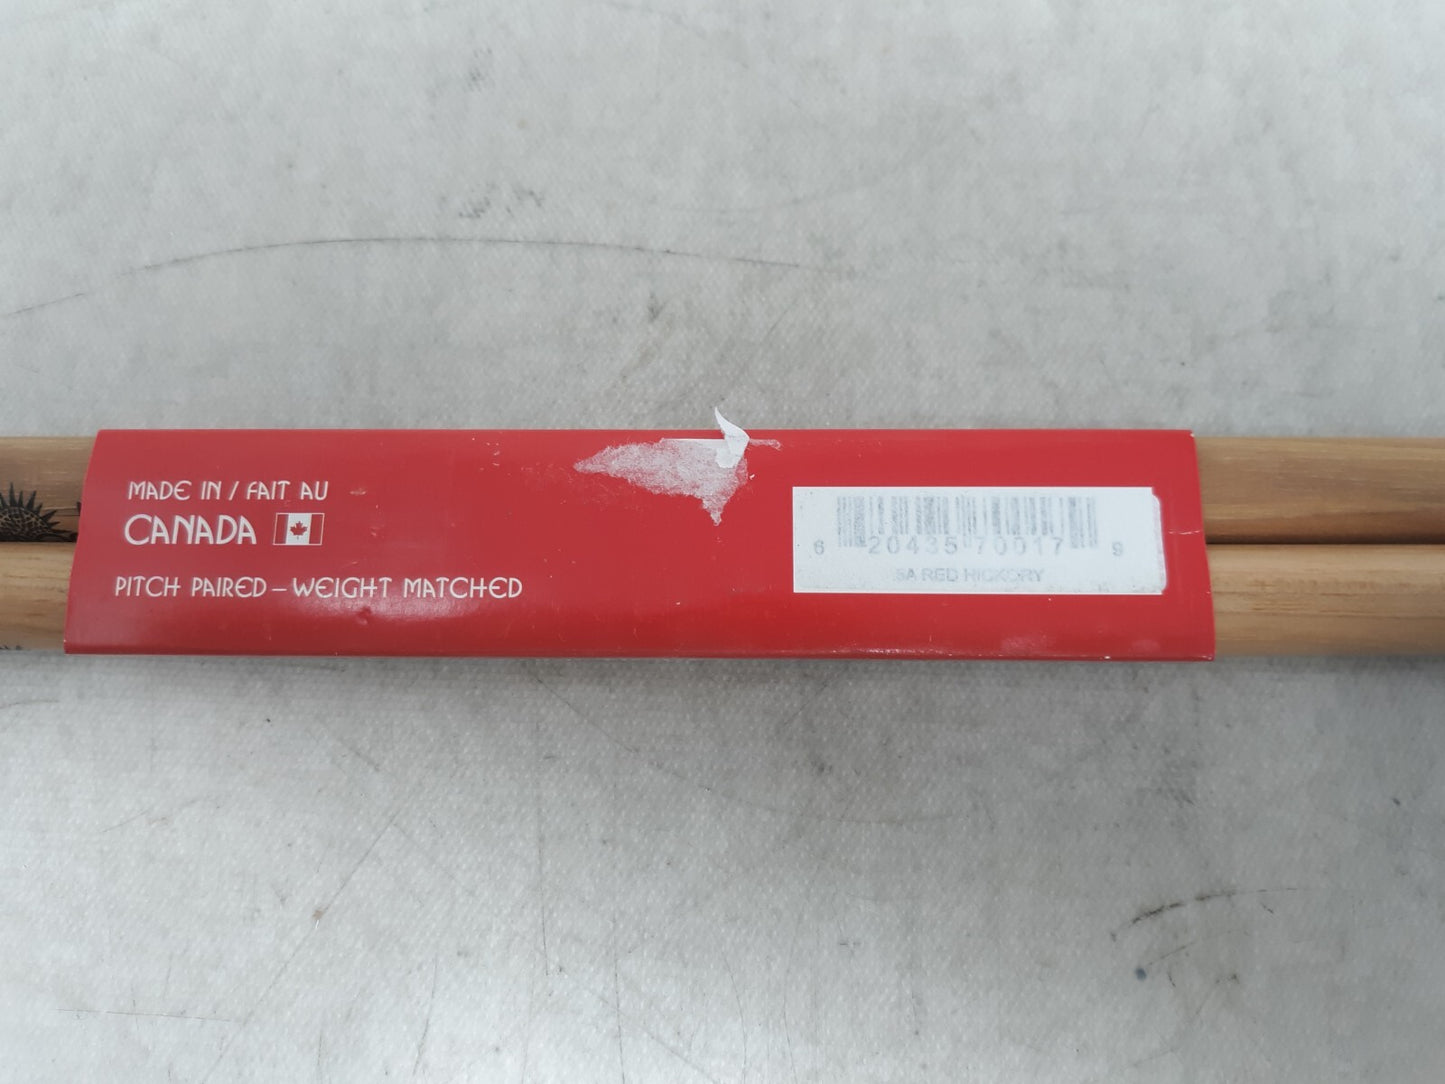 MADE IN / FAIT AU
CANADA
PITCH PAIRED – WEIGHT MATCHED
6 20435 70017 9
5A RED HICKORY